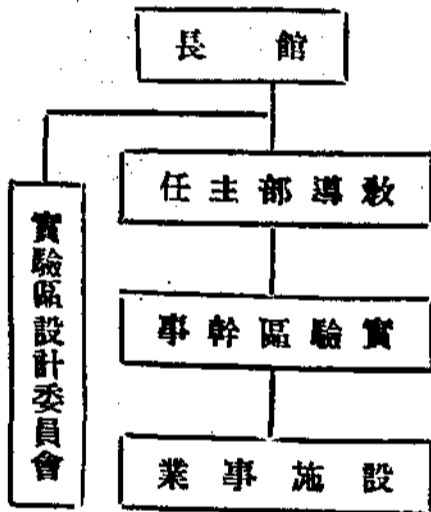 館長
教導部主任
實驗區幹事
設施事業
實驗區設計委員會